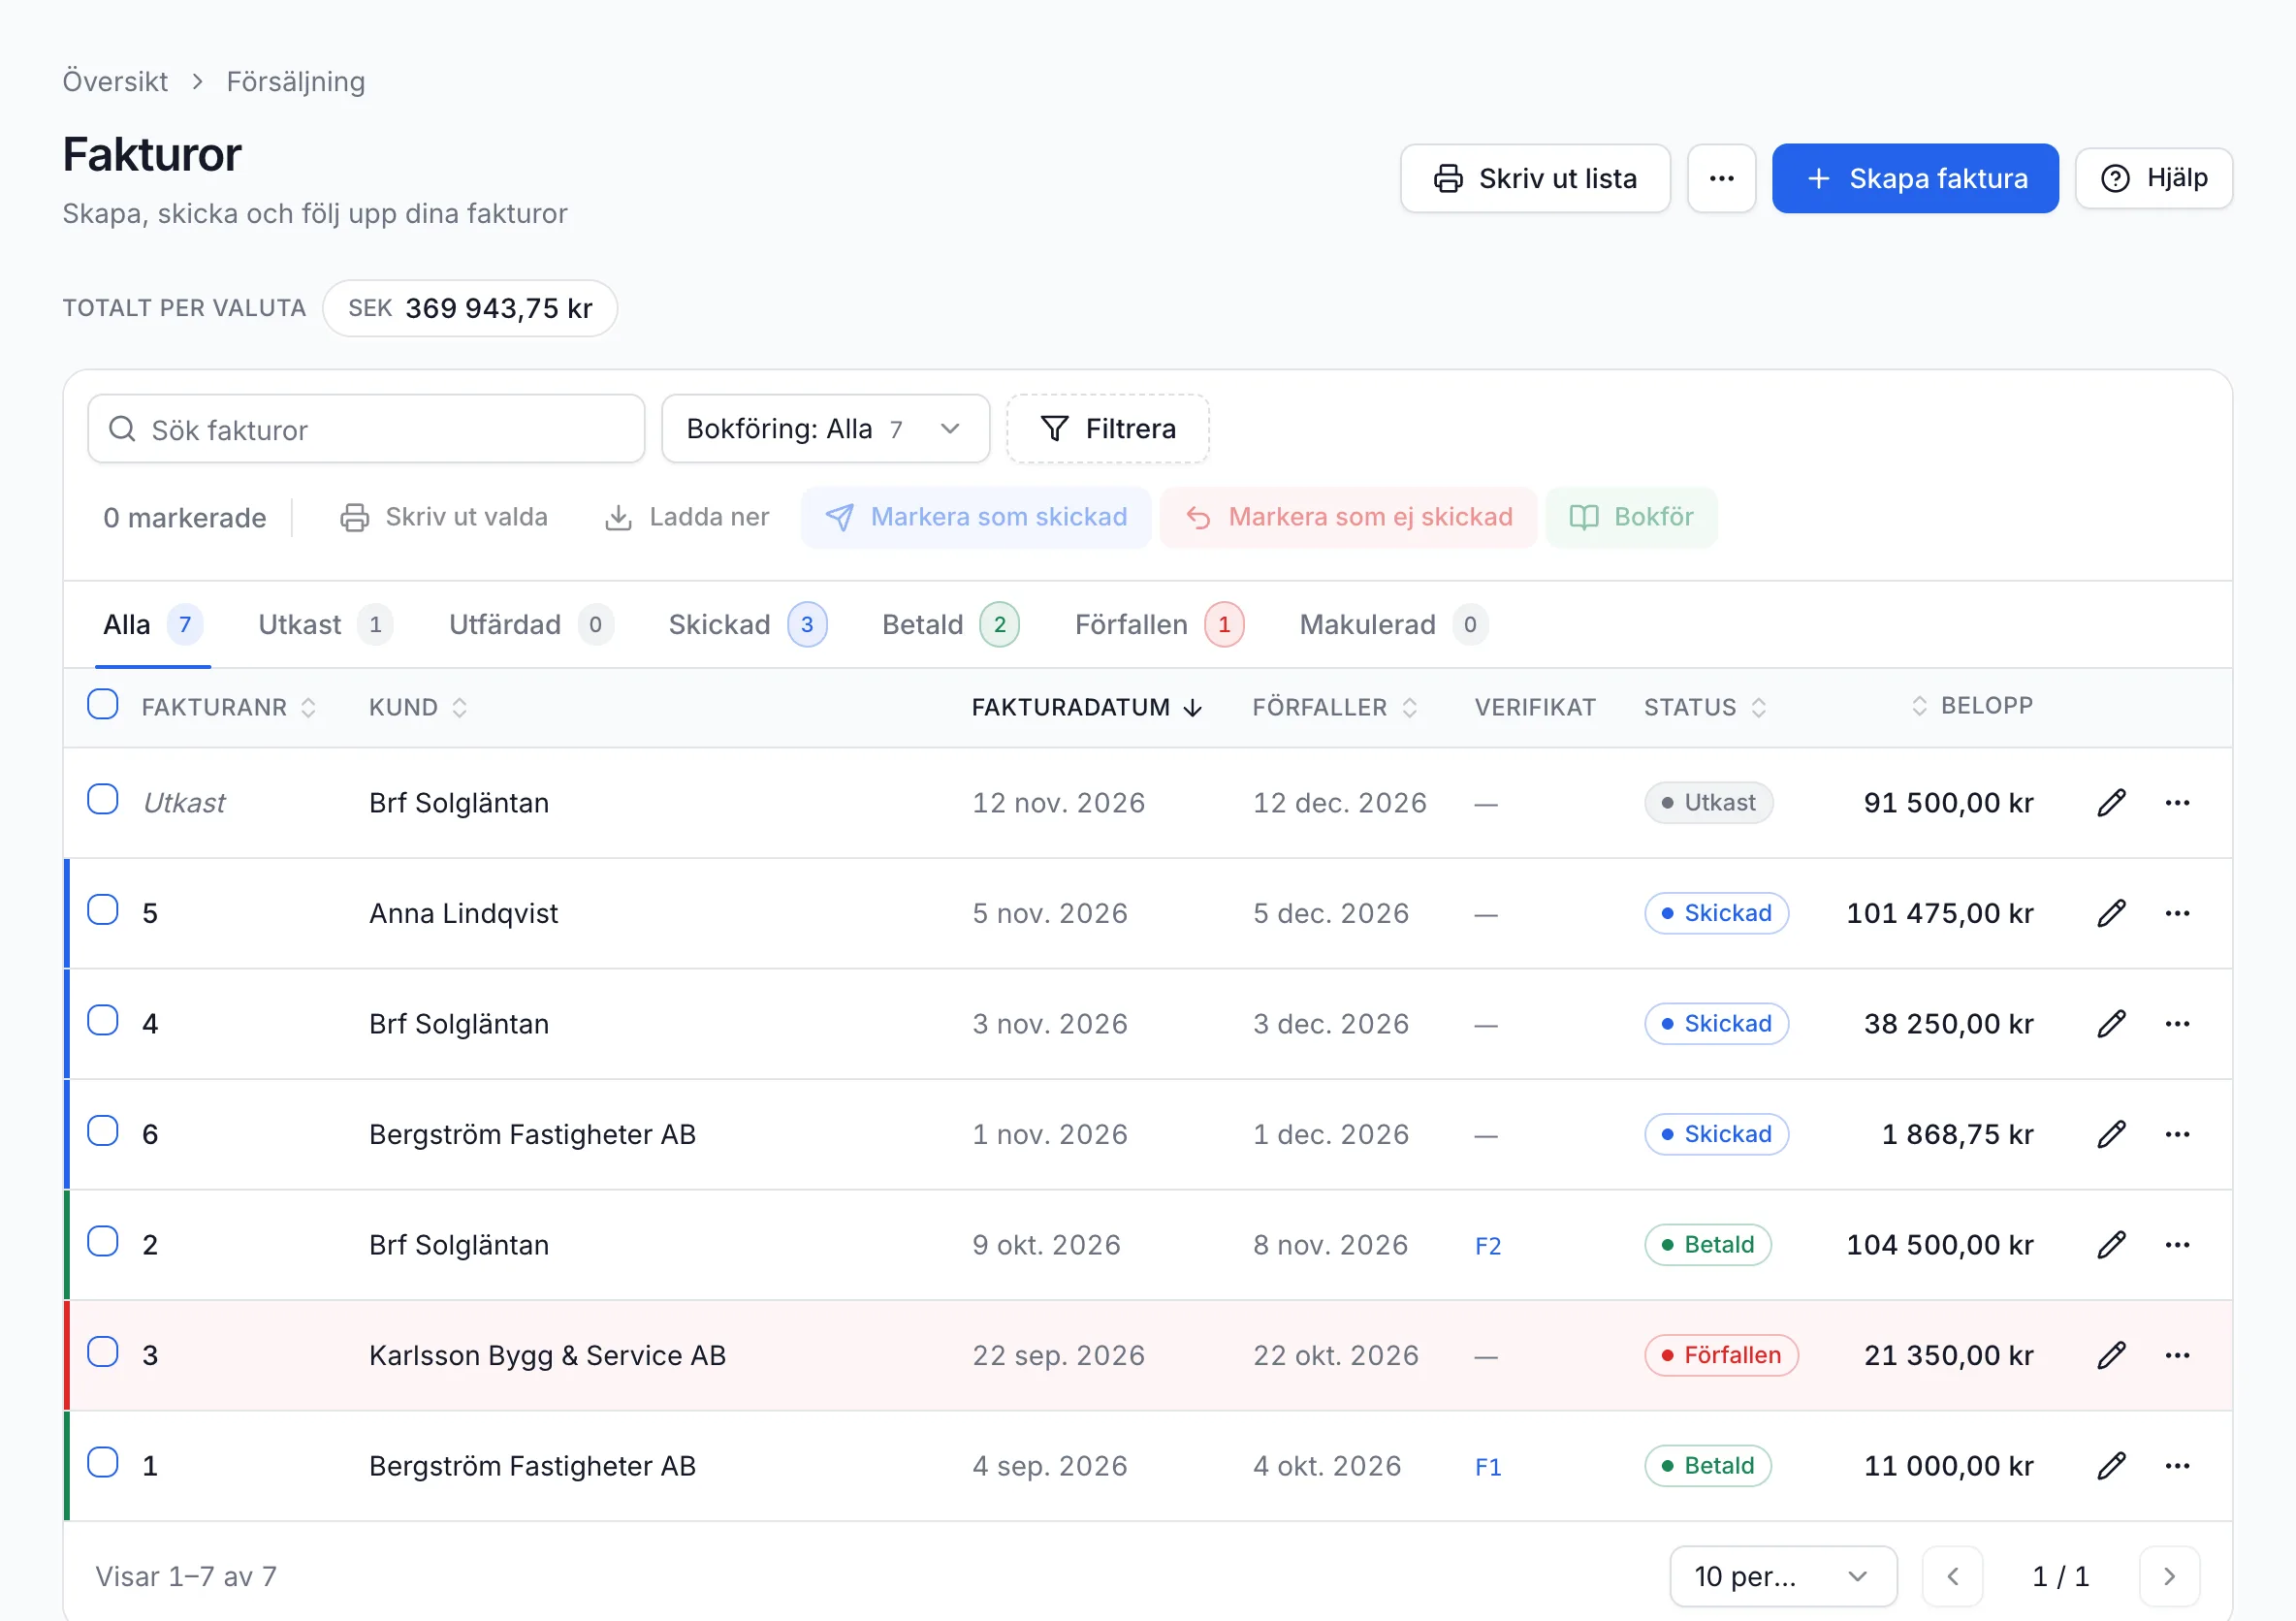 Översikt > Försäljning
Fakturor
Skapa, skicka och följ upp dina fakturor
Skriv ut lista
Skapa faktura
Hjälp
TOTALT PER VALUTA SEK 369 943,75 kr
Sök fakturor Bokföring: Alla 7 Filtrera
0 markerade Skriv ut valda Ladda ner Markera som skickad Markera som ej skickad Bokför
Alla 7 Utkast 1 Utfärdad 0 Skickad 3 Betald 2 Förfallen 1 Makulerad 0
FAKTURANR KUND FAKTURADATUM FÖRFALLER VERIFIKAT STATUS BELOPP
Utkast Brf Solgläntan 12 nov. 2026 12 dec. 2026 — Utkast 91 500,00 kr
5 Anna Lindqvist 5 nov. 2026 5 dec. 2026 — Skickad 101 475,00 kr
4 Brf Solgläntan 3 nov. 2026 3 dec. 2026 — Skickad 38 250,00 kr
6 Bergström Fastigheter AB 1 nov. 2026 1 dec. 2026 — Skickad 1 868,75 kr
2 Brf Solgläntan 9 okt. 2026 8 nov. 2026 F2 Betald 104 500,00 kr
3 Karlsson Bygg & Service AB 22 sep. 2026 22 okt. 2026 — Förfallen 21 350,00 kr
1 Bergström Fastigheter AB 4 sep. 2026 4 okt. 2026 F1 Betald 11 000,00 kr
Visar 1–7 av 7 10 per... 1 / 1